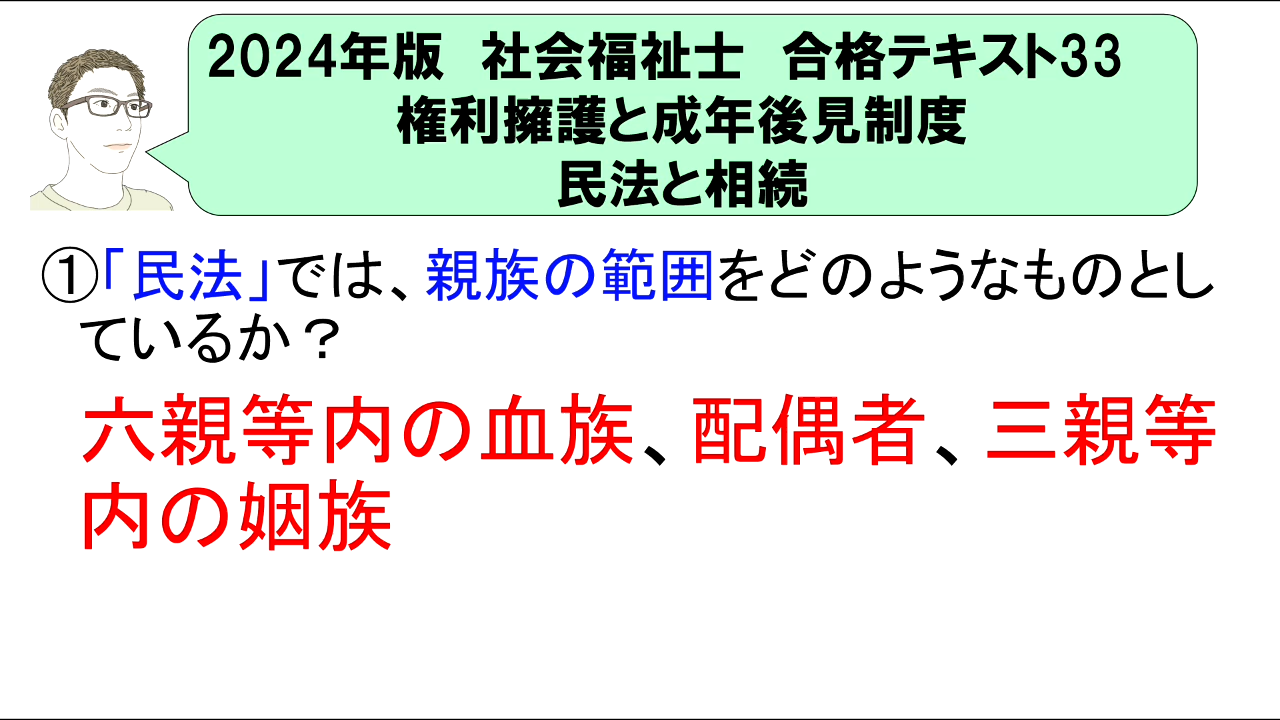 2024年版　社会福祉士　合格テキスト33
権利擁護と成年後見制度
民法と相続
①「民法」では、親族の範囲をどのようなものとし
ているか？
六親等内の血族、配偶者、三親等
内の姻族